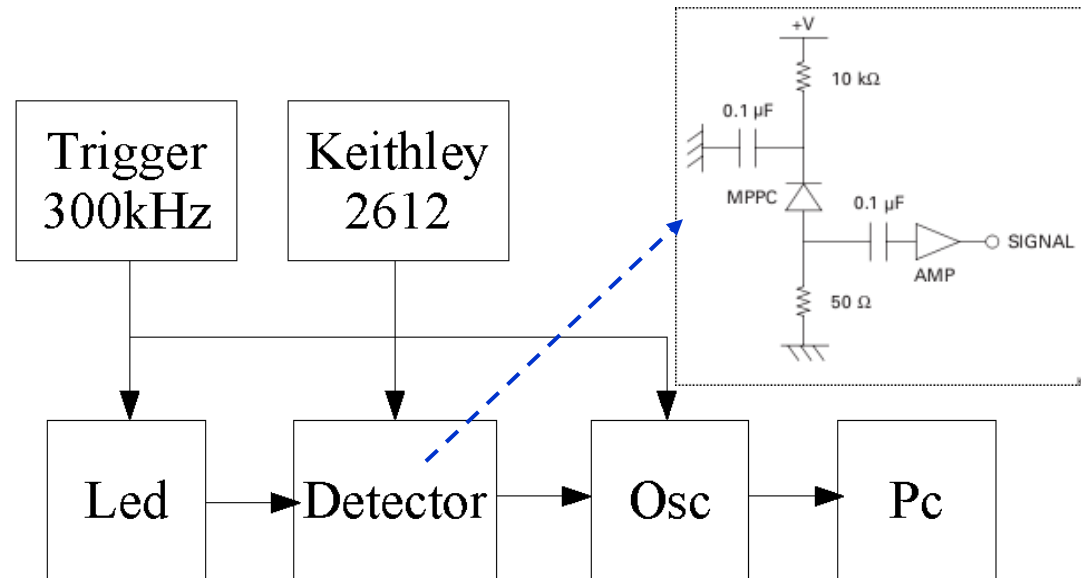 Trigger
300kHz
Keithley
2612
+V
10 kΩ
0.1 µF
MPPC
0.1 µF
SIGNAL
AMP
50 Ω
Led
Detector
Osc
Pc